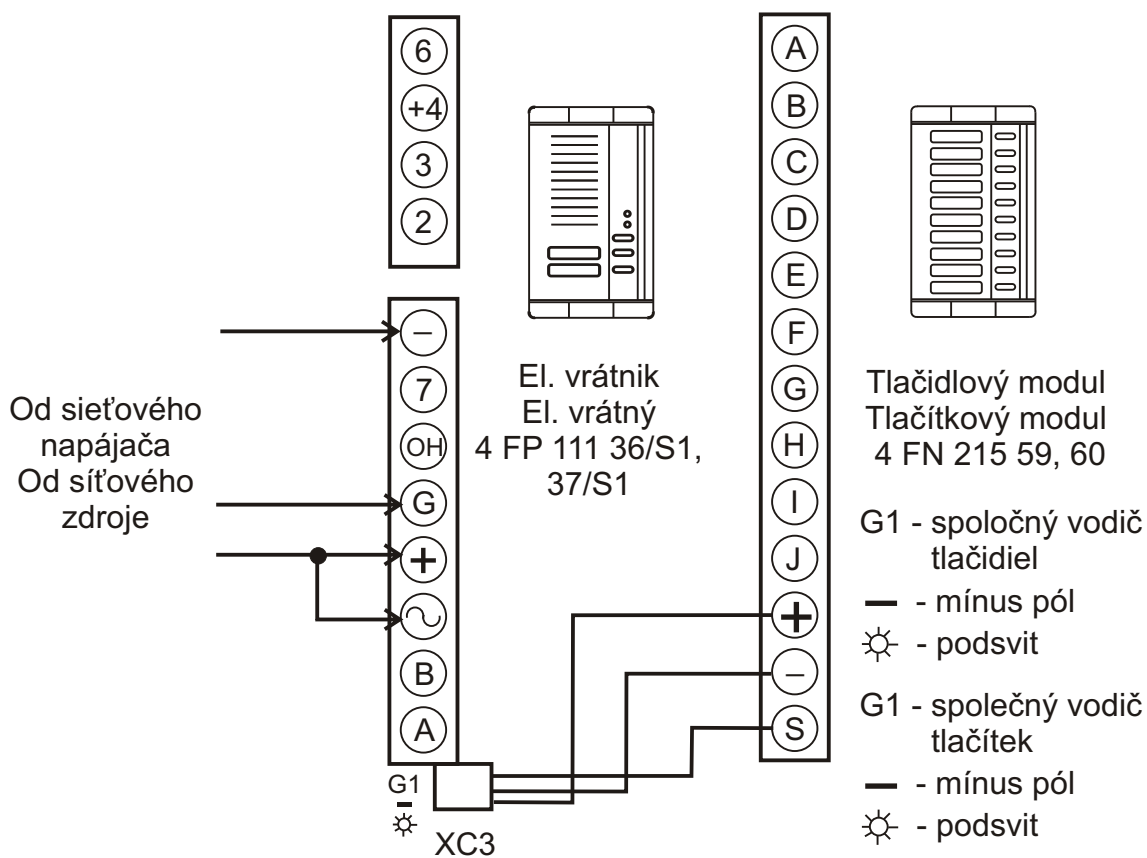 6
+4
3
2
–
7
OH
G
+
∿
B
A
G1
–
XC3
Od sieťového
napájača
Od síťového
zdroje
El. vrátnik
El. vrátný
4 FP 111 36/S1,
37/S1
A
B
C
D
E
F
G
H
I
J
+
–
S
Tlačidlový modul
Tlačítkový modul
4 FN 215 59, 60
G1 - spoločný vodič
tlačidiel
— - mínus pól
☼ - podsvit
G1 - společný vodič
tlačítek
— - mínus pól
☼ - podsvit